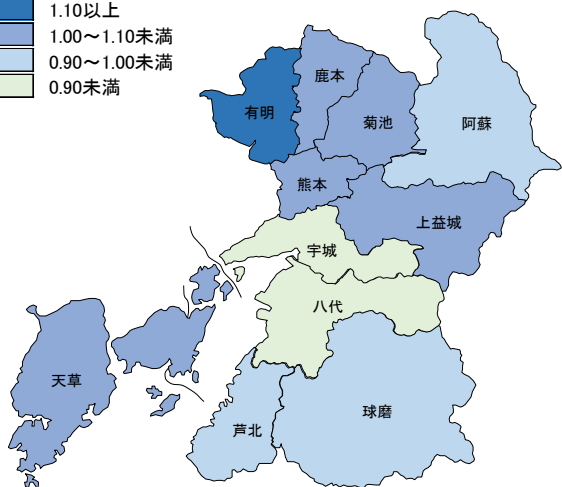 1.10以上
1.00～1.10未満
0.90～1.00未満
0.90未満
鹿本
有明
菊池
阿蘇
熊本
上益城
宇城
八代
天草
球磨
芦北